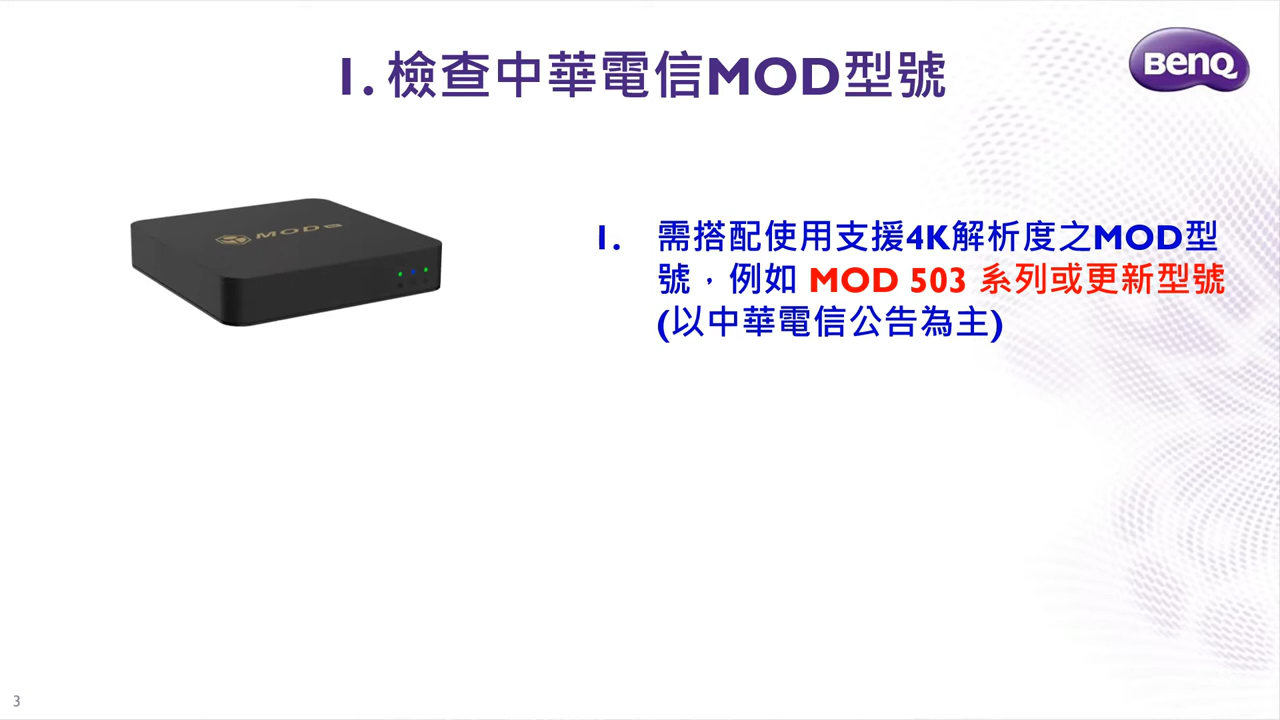 1. 檢查中華電信MOD型號
BenQ
MOD
1. 需搭配使用支援4K解析度之MOD型
號，例如 MOD 503 系列或更新型號
(以中華電信公告為主)
3